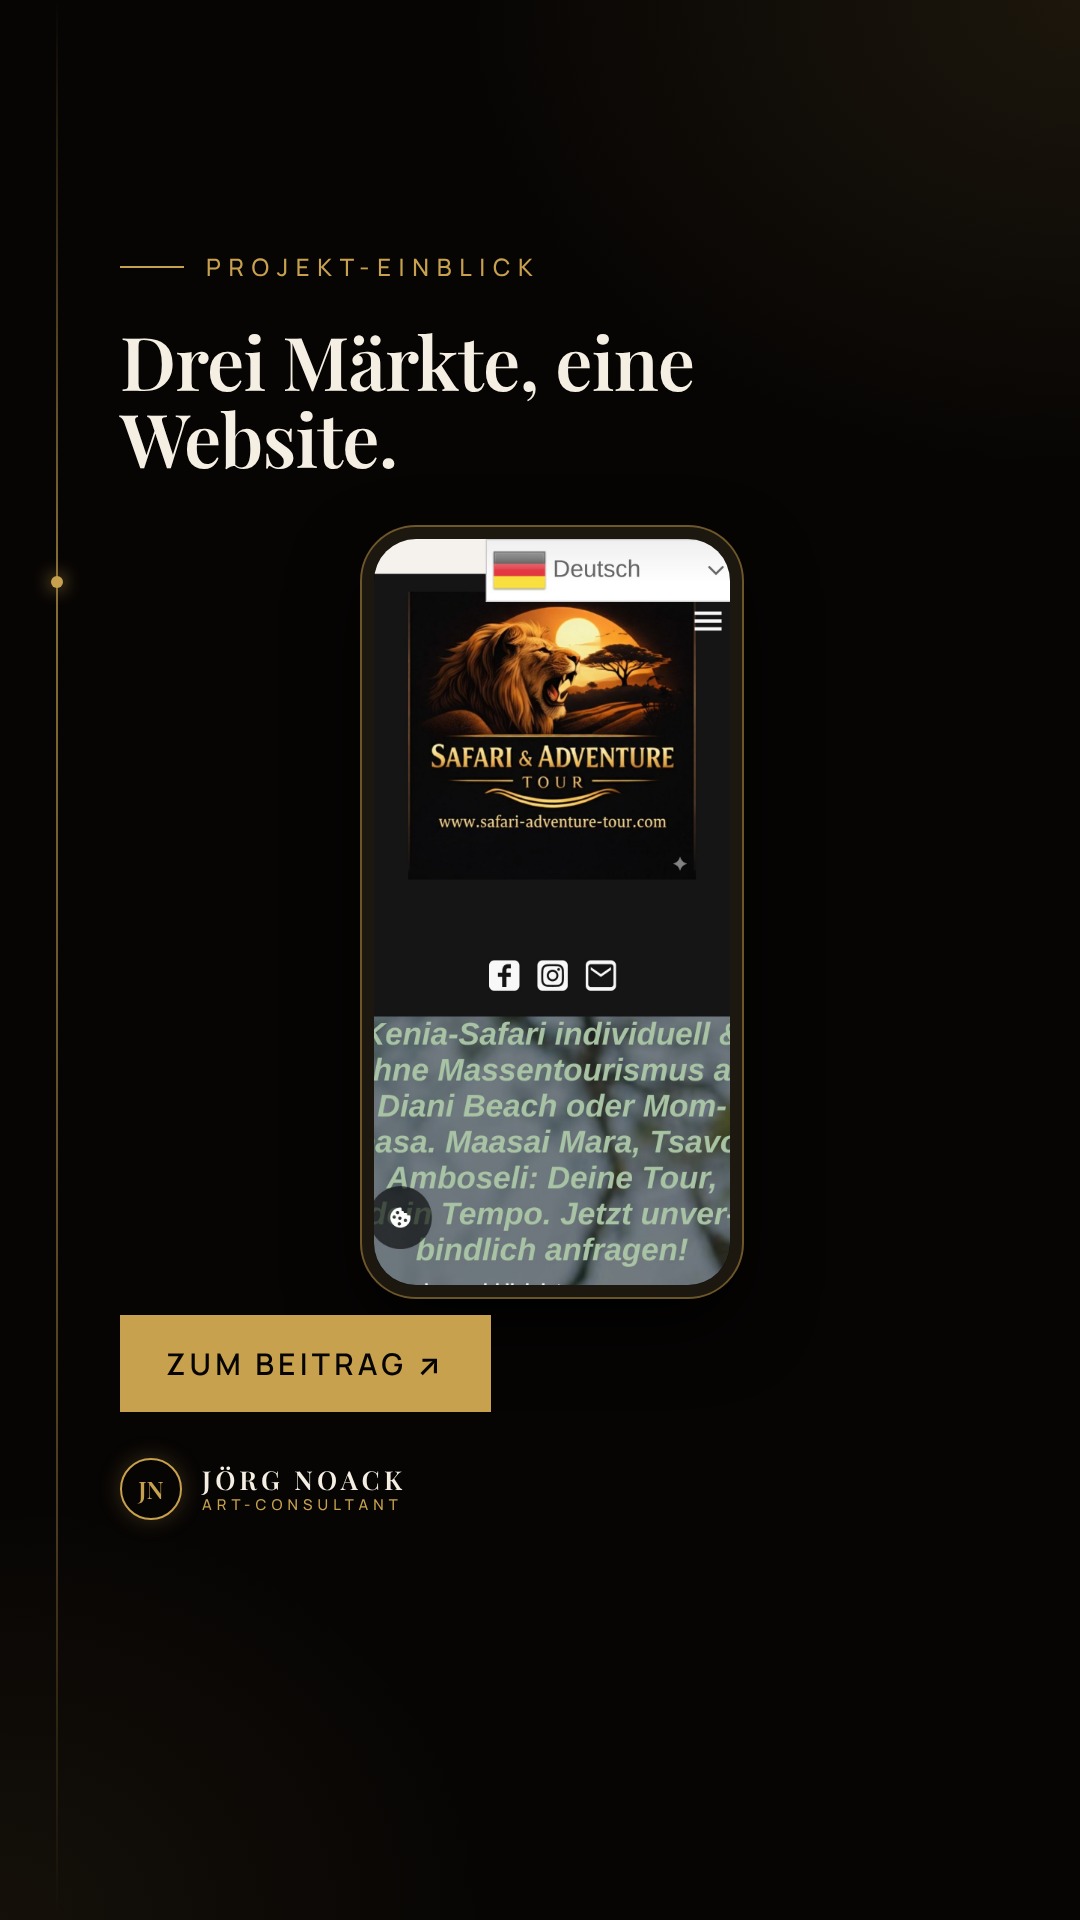 PROJEKT-EINBLICK
Drei Märkte, eine
Website.
Deutsch
SAFARI & ADVENTURE
TOUR
www.safari-adventure-tour.com
Kenia-Safari individuell &
hne Massentourismus a
Diani Beach oder Mom-
asa. Maasai Mara, Tsavo
Amboseli: Deine Tour,
dein Tempo. Jetzt unver-
bindlich anfragen!
ZUM BEITRAG ↗
JN
JÖRG NOACK
ART-CONSULTANT